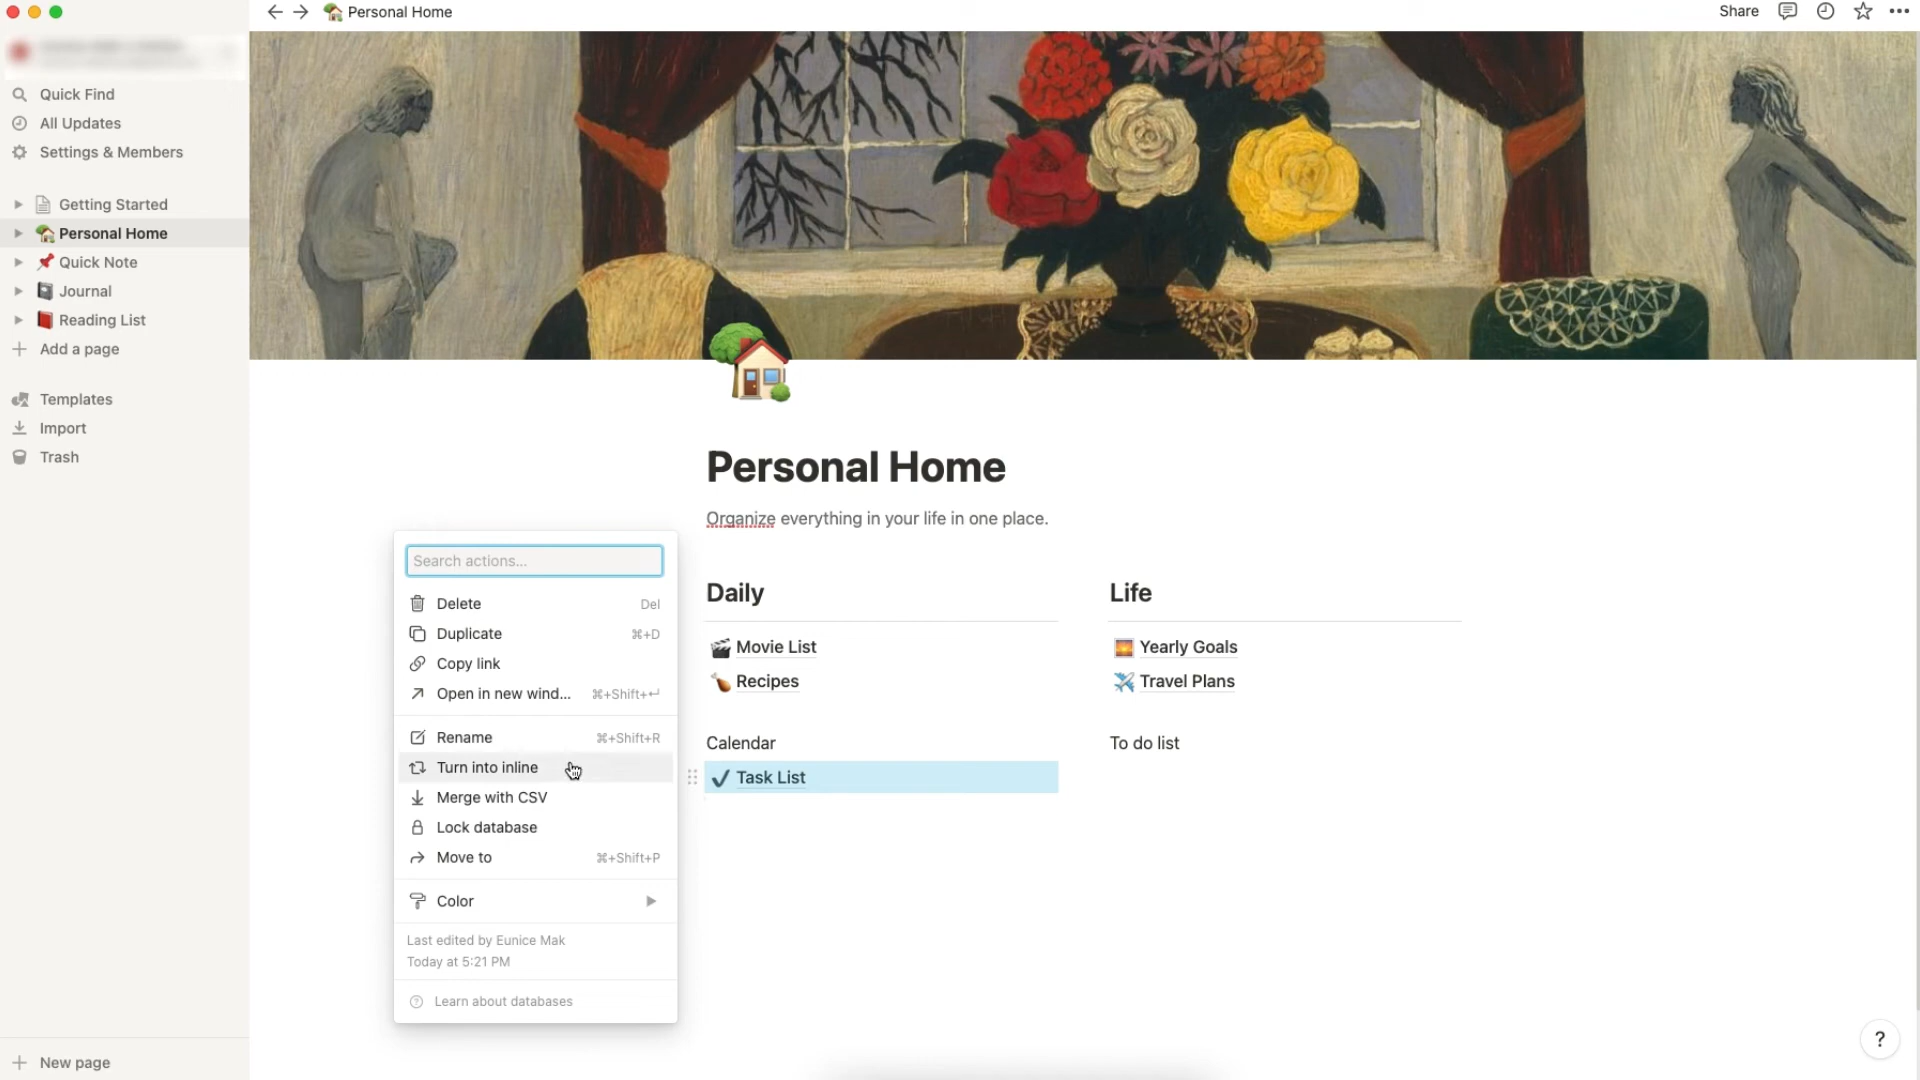 Personal Home
Share
Quick Find
All Updates
Settings & Members
Getting Started
Personal Home
Quick Note
Journal
Reading List
Add a page
Templates
Import
Trash
New page
Personal Home
Organize everything in your life in one place.
Daily
Movie List
Recipes
Calendar
Task List
Life
Yearly Goals
Travel Plans
To do list
Search actions...
Delete Del
Duplicate ⌘+D
Copy link
Open in new wind... ⌘+Shift+↵
Rename ⌘+Shift+R
Turn into inline
Merge with CSV
Lock database
Move to ⌘+Shift+P
Color
Last edited by Eunice Mak
Today at 5:21 PM
Learn about databases
?